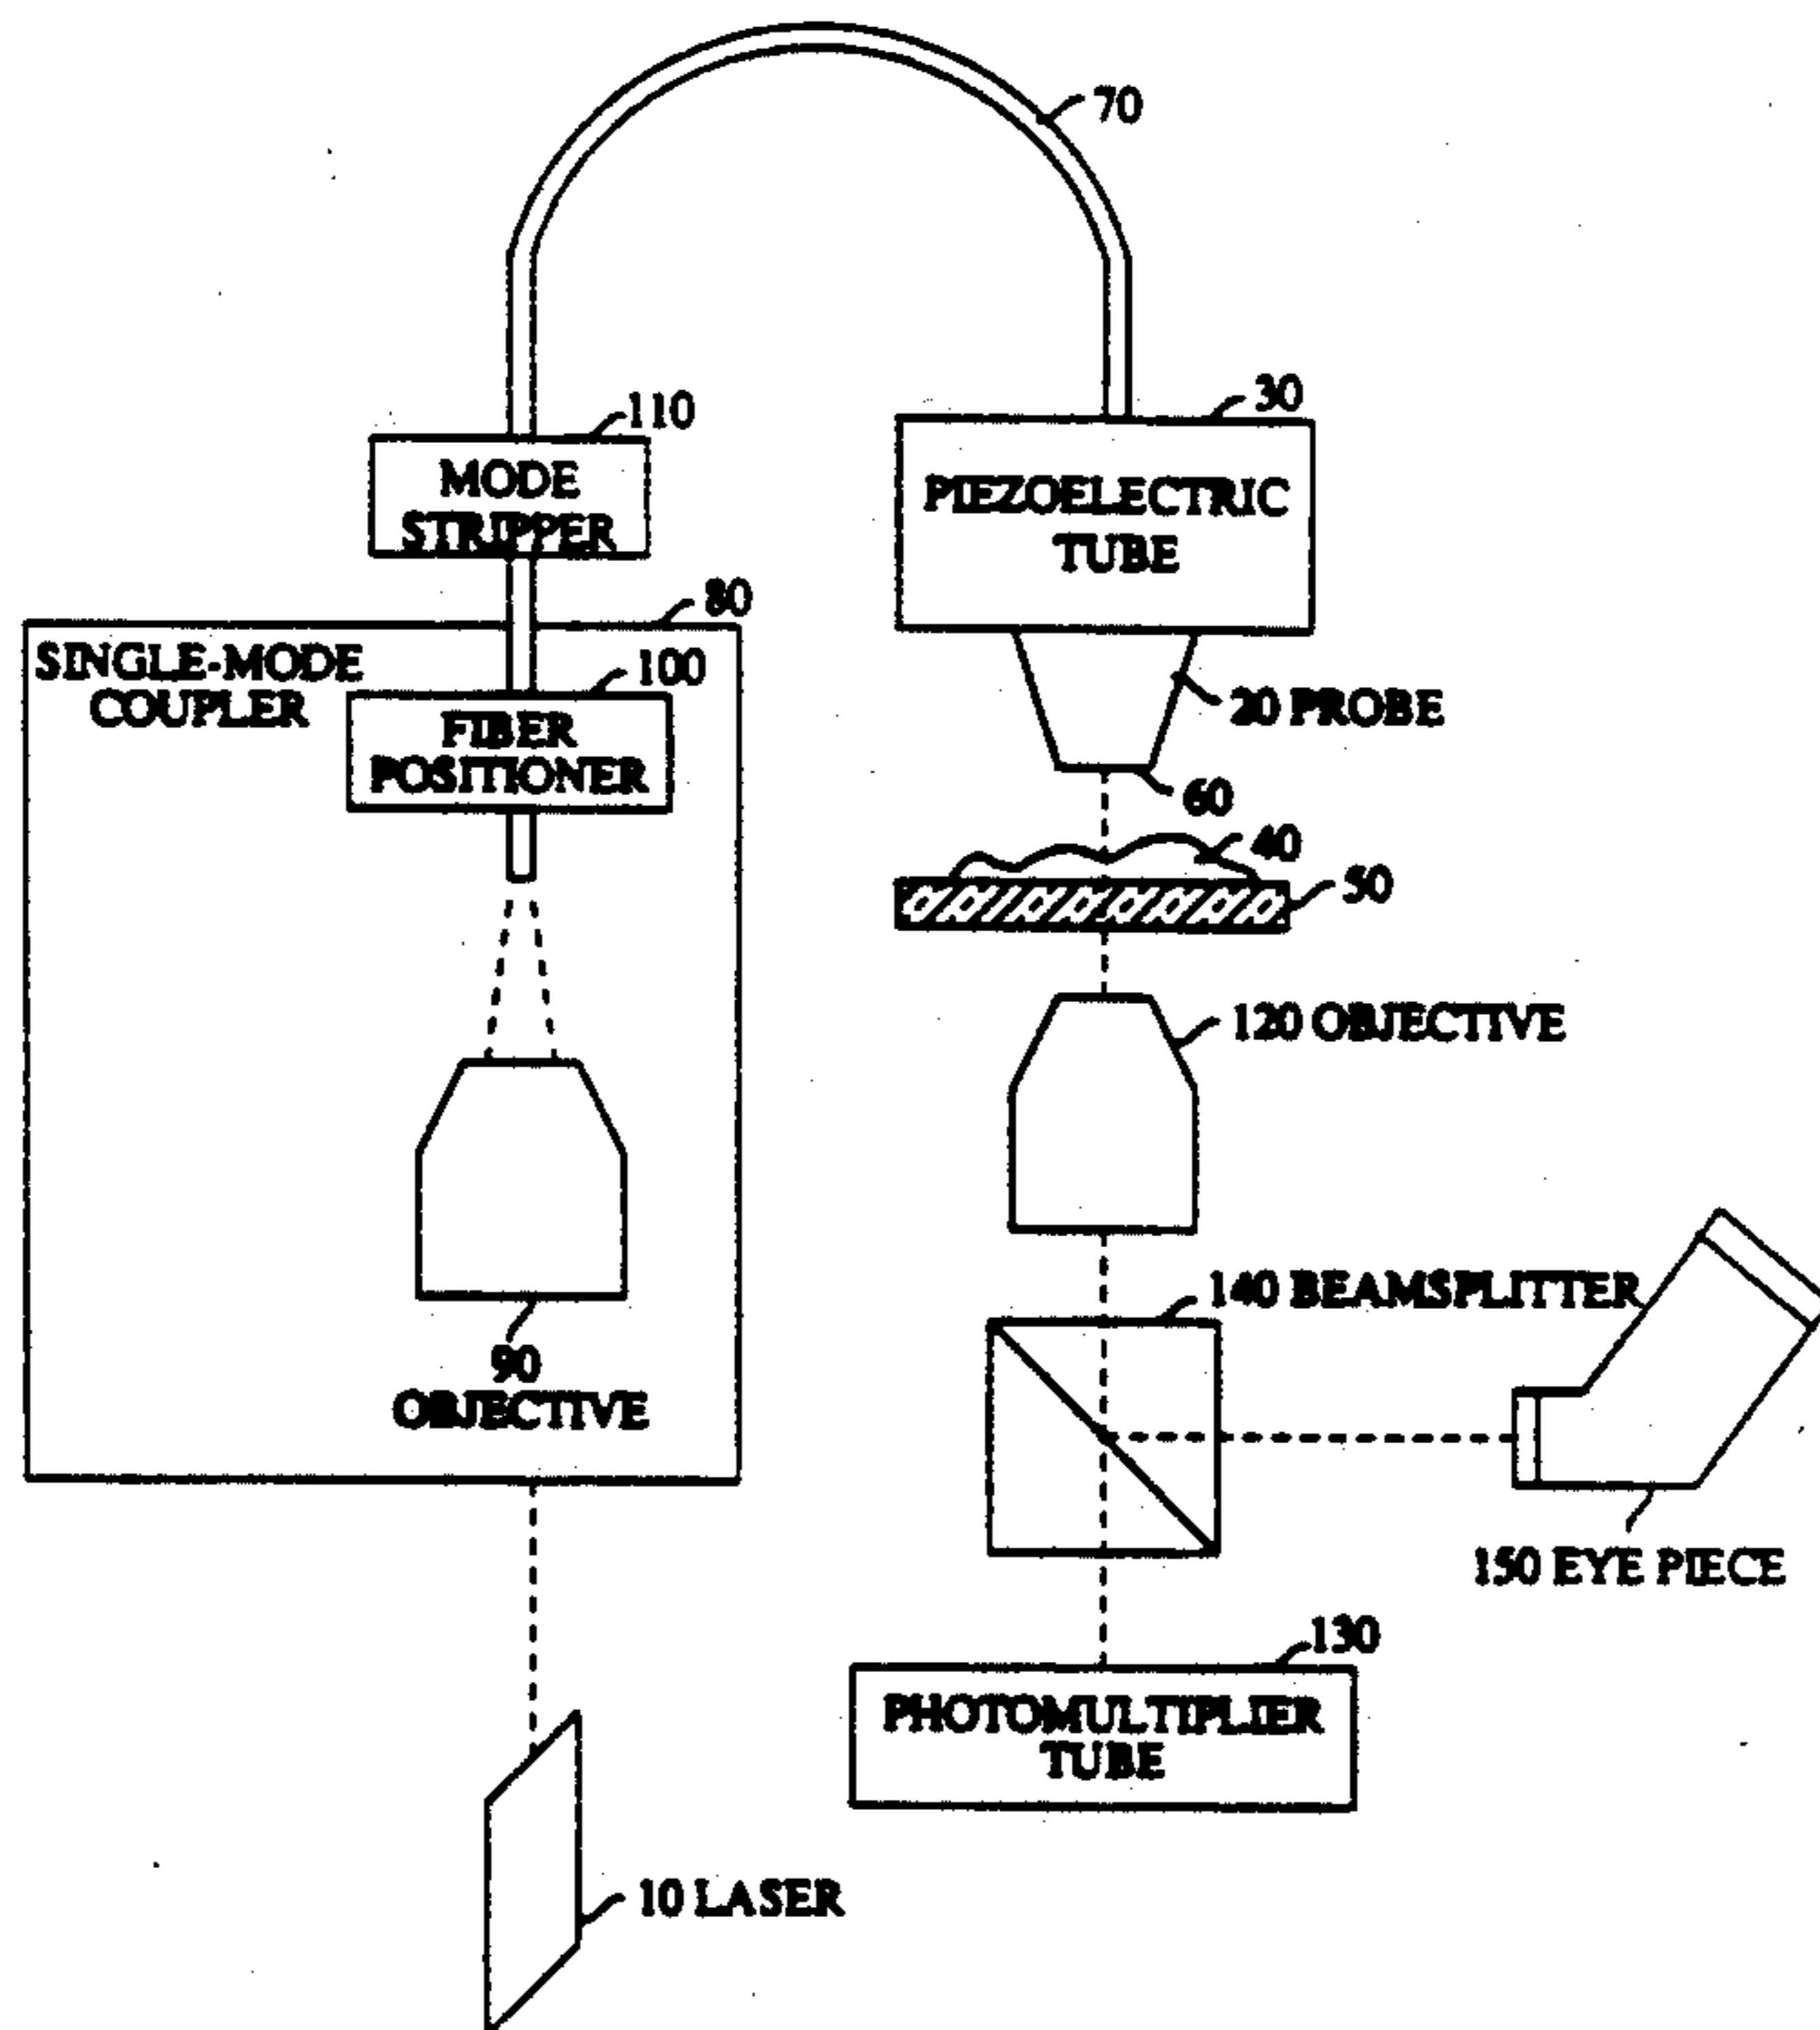 70
110
MODE
STRIPPER
30
PIEZOELECTRIC
TUBE
80
SINGLE-MODE
COUPLER
100
FIBER
POSITIONER
20 PROBE
60
40
50
120 OBJECTIVE
90
OBJECTIVE
140 BEAMSPLITTER
150 EYE PIECE
130
PHOTOMULTIPLIER
TUBE
10 LASER